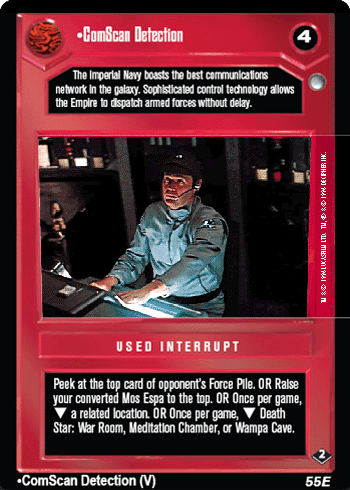 •ComScan Detection
4
The Imperial Navy boasts the best communications
network in the galaxy. Sophisticated control technology allows
the Empire to dispatch armed forces without delay.
USED INTERRUPT
Peek at the top card of opponent's Force Pile. OR Raise
your converted Mos Espa to the top. OR Once per game,
▼ a related location. OR Once per game, ▼ Death
Star: War Room, Meditation Chamber, or Wampa Cave.
2
•ComScan Detection (V)
55E